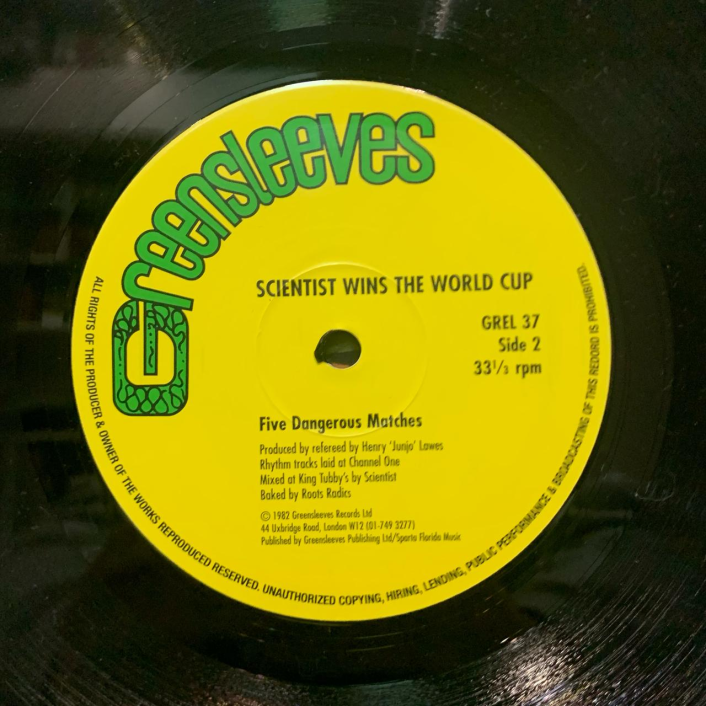 Greensleeves
SCIENTIST WINS THE WORLD CUP
GREL 37
Side 2
33⅓ rpm
Five Dangerous Matches
Produced by refereed by Henry 'Junjo' Lawes
Rhythm tracks laid at Channel One
Mixed at King Tubby's by Scientist
Baked by Roots Radics
© 1982 Greensleeves Records Ltd
44 Uxbridge Road, London W12 (01-749 3277)
Published by Greensleeves Publishing Ltd/Sparta Florida Music
ALL RIGHTS OF THE PRODUCER & OWNER OF THE WORKS REPRODUCED RESERVED. UNAUTHORIZED COPYING, HIRING, LENDING, PUBLIC PERFORMANCE & BROADCASTING OF THIS RECORD IS PROHIBITED.